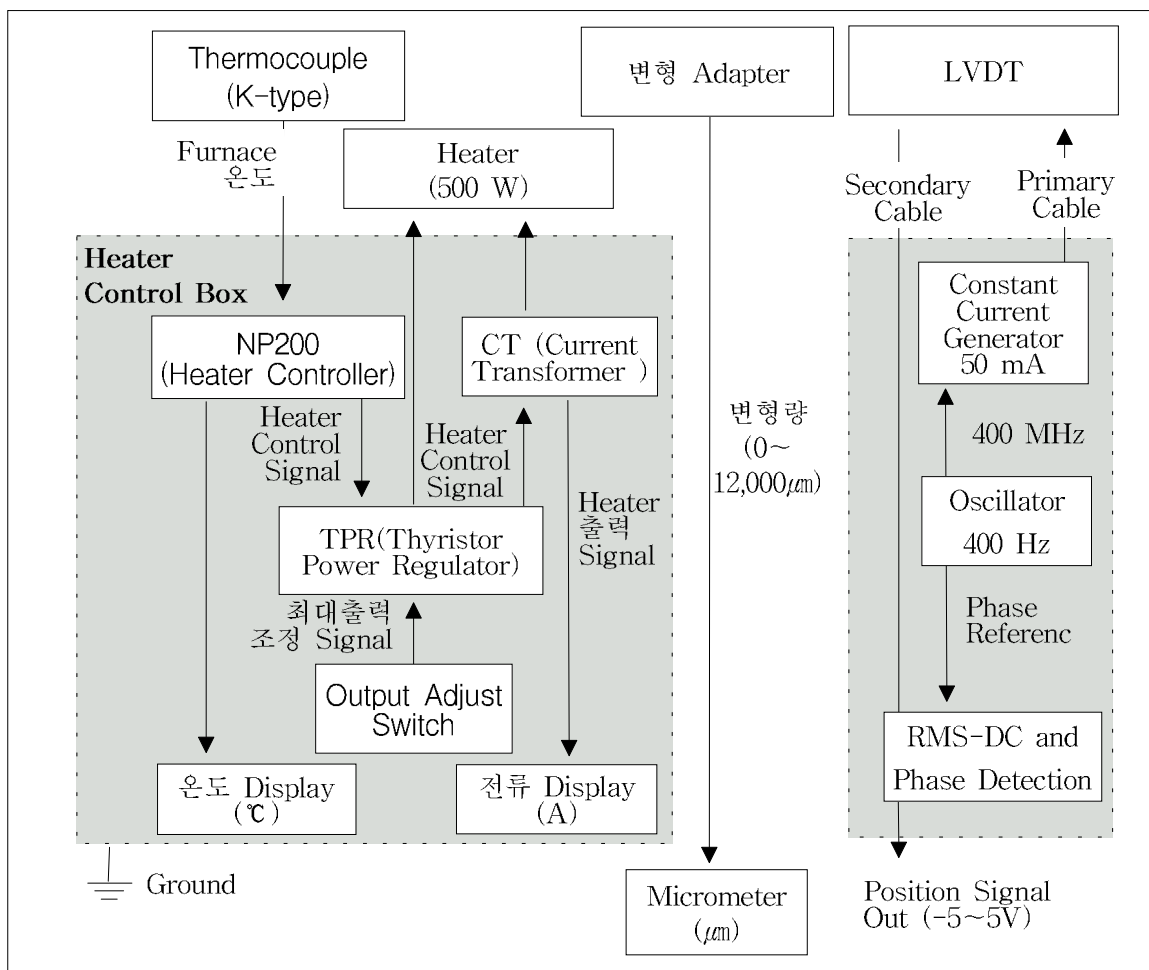 Thermocouple
(K-type)
변형 Adapter
LVDT
Furnace
온도
Heater
(500 W)
Secondary
Cable
Primary
Cable
Heater
Control Box
NP200
(Heater Controller)
CT (Current
Transformer )
Constant
Current
Generator
50 mA
Heater
Control
Signal
Heater
Control
Signal
변형량
(0~
12,000㎛)
400 MHz
Heater
출력
Signal
TPR(Thyristor
Power Regulator)
Oscillator
400 Hz
최대출력
조정 Signal
Phase
Referenc
Output Adjust
Switch
RMS-DC and
Phase Detection
온도 Display
(℃)
전류 Display
(A)
Ground
Micrometer
(㎛)
Position Signal
Out (-5~5V)